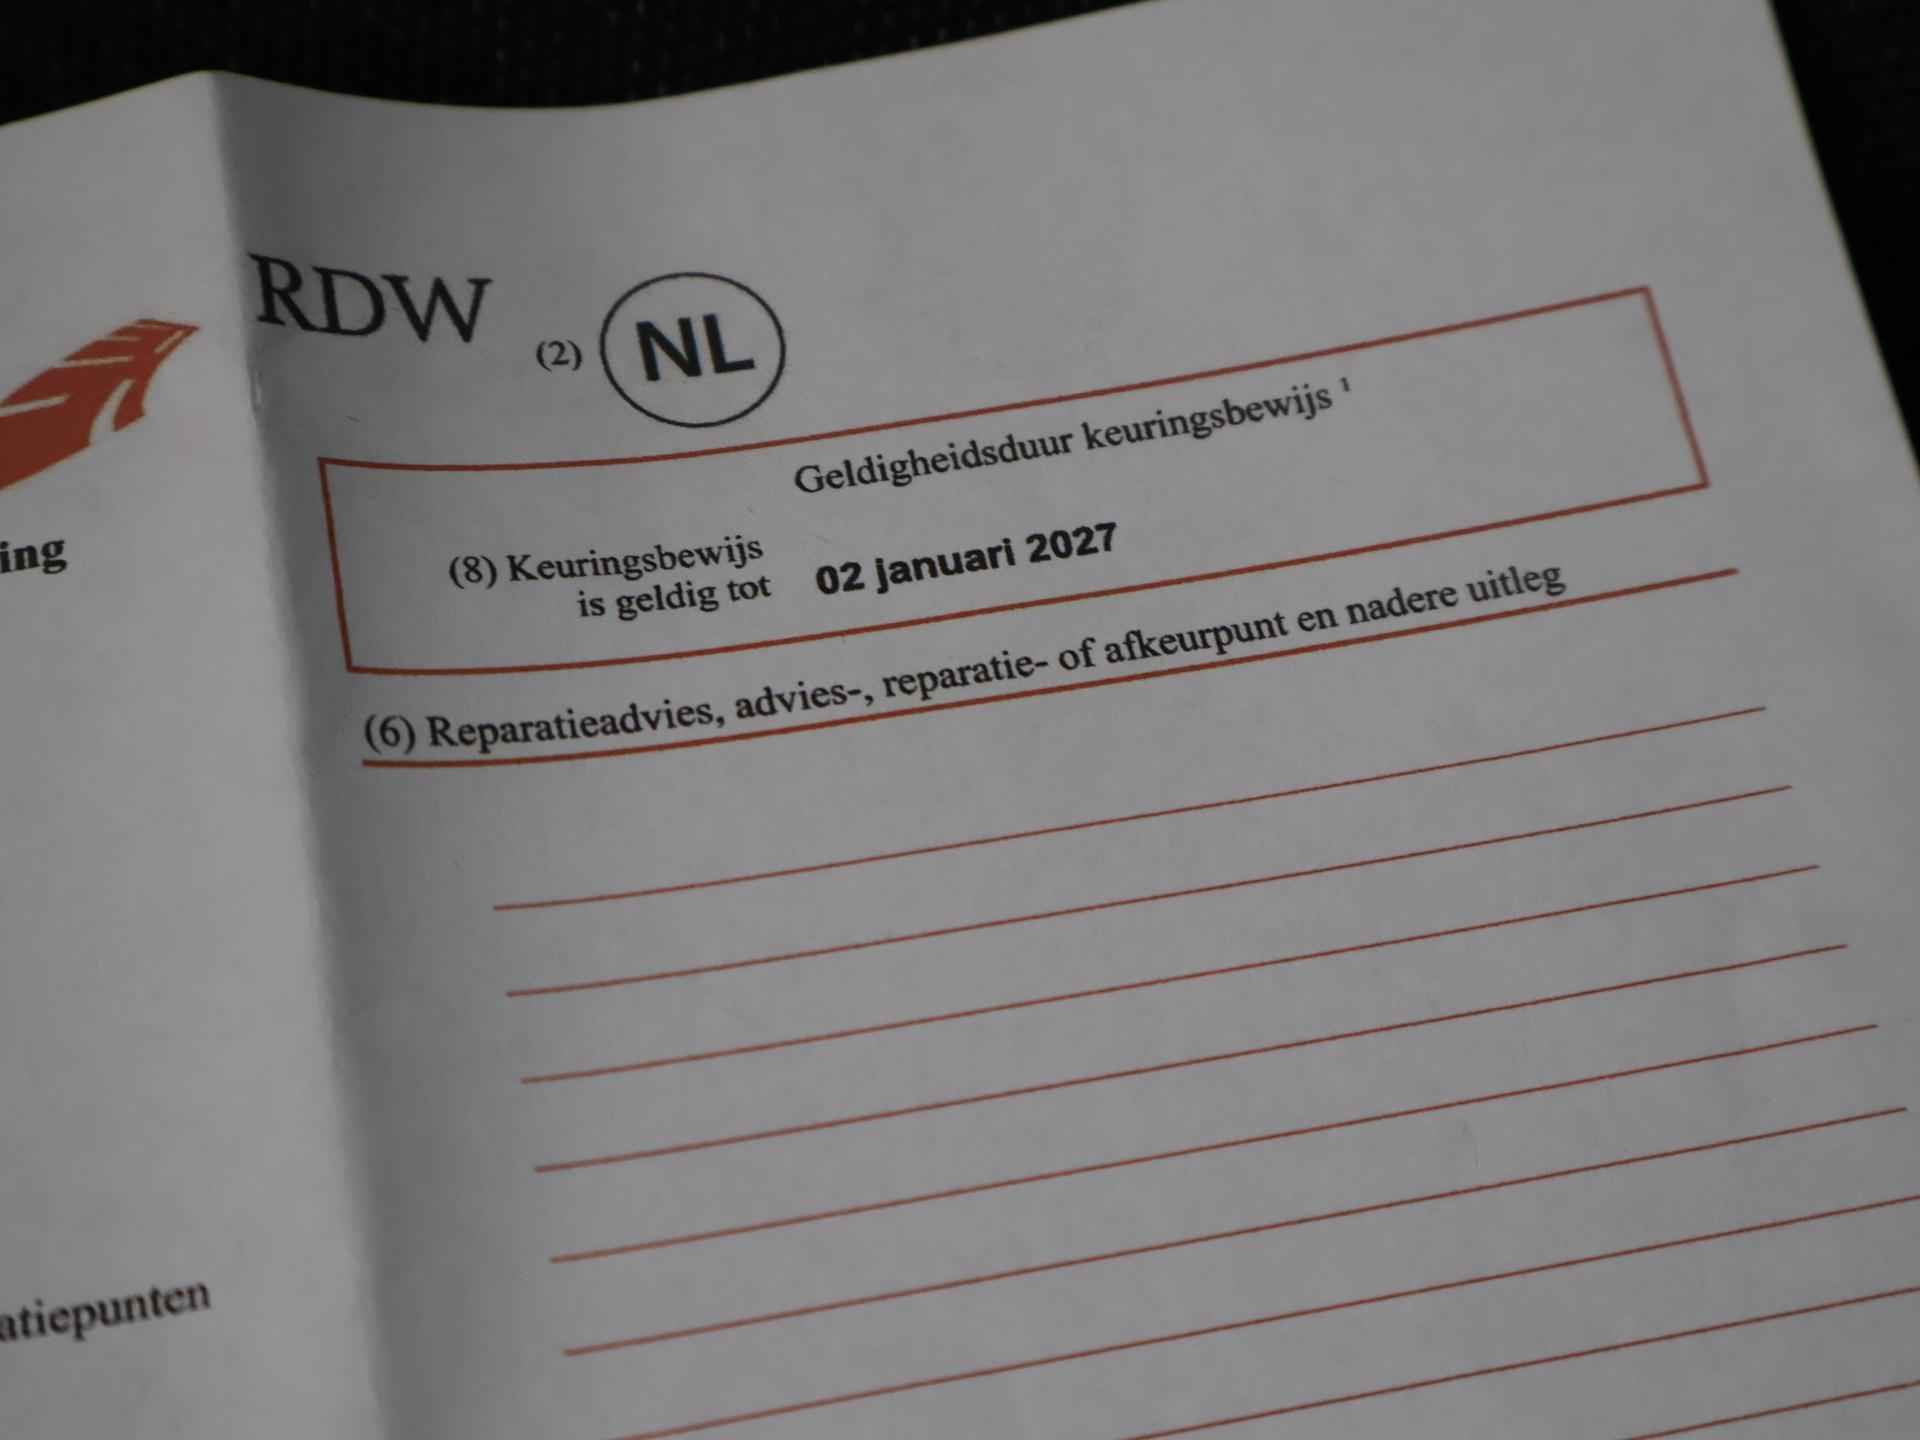 RDW
(2) NL
Geldigheidsduur keuringsbewijs ¹
(8) Keuringsbewijs
is geldig tot 02 januari 2027
(6) Reparatieadvies, advies-, reparatie- of afkeurpunt en nadere uitleg
ing
atiepunten